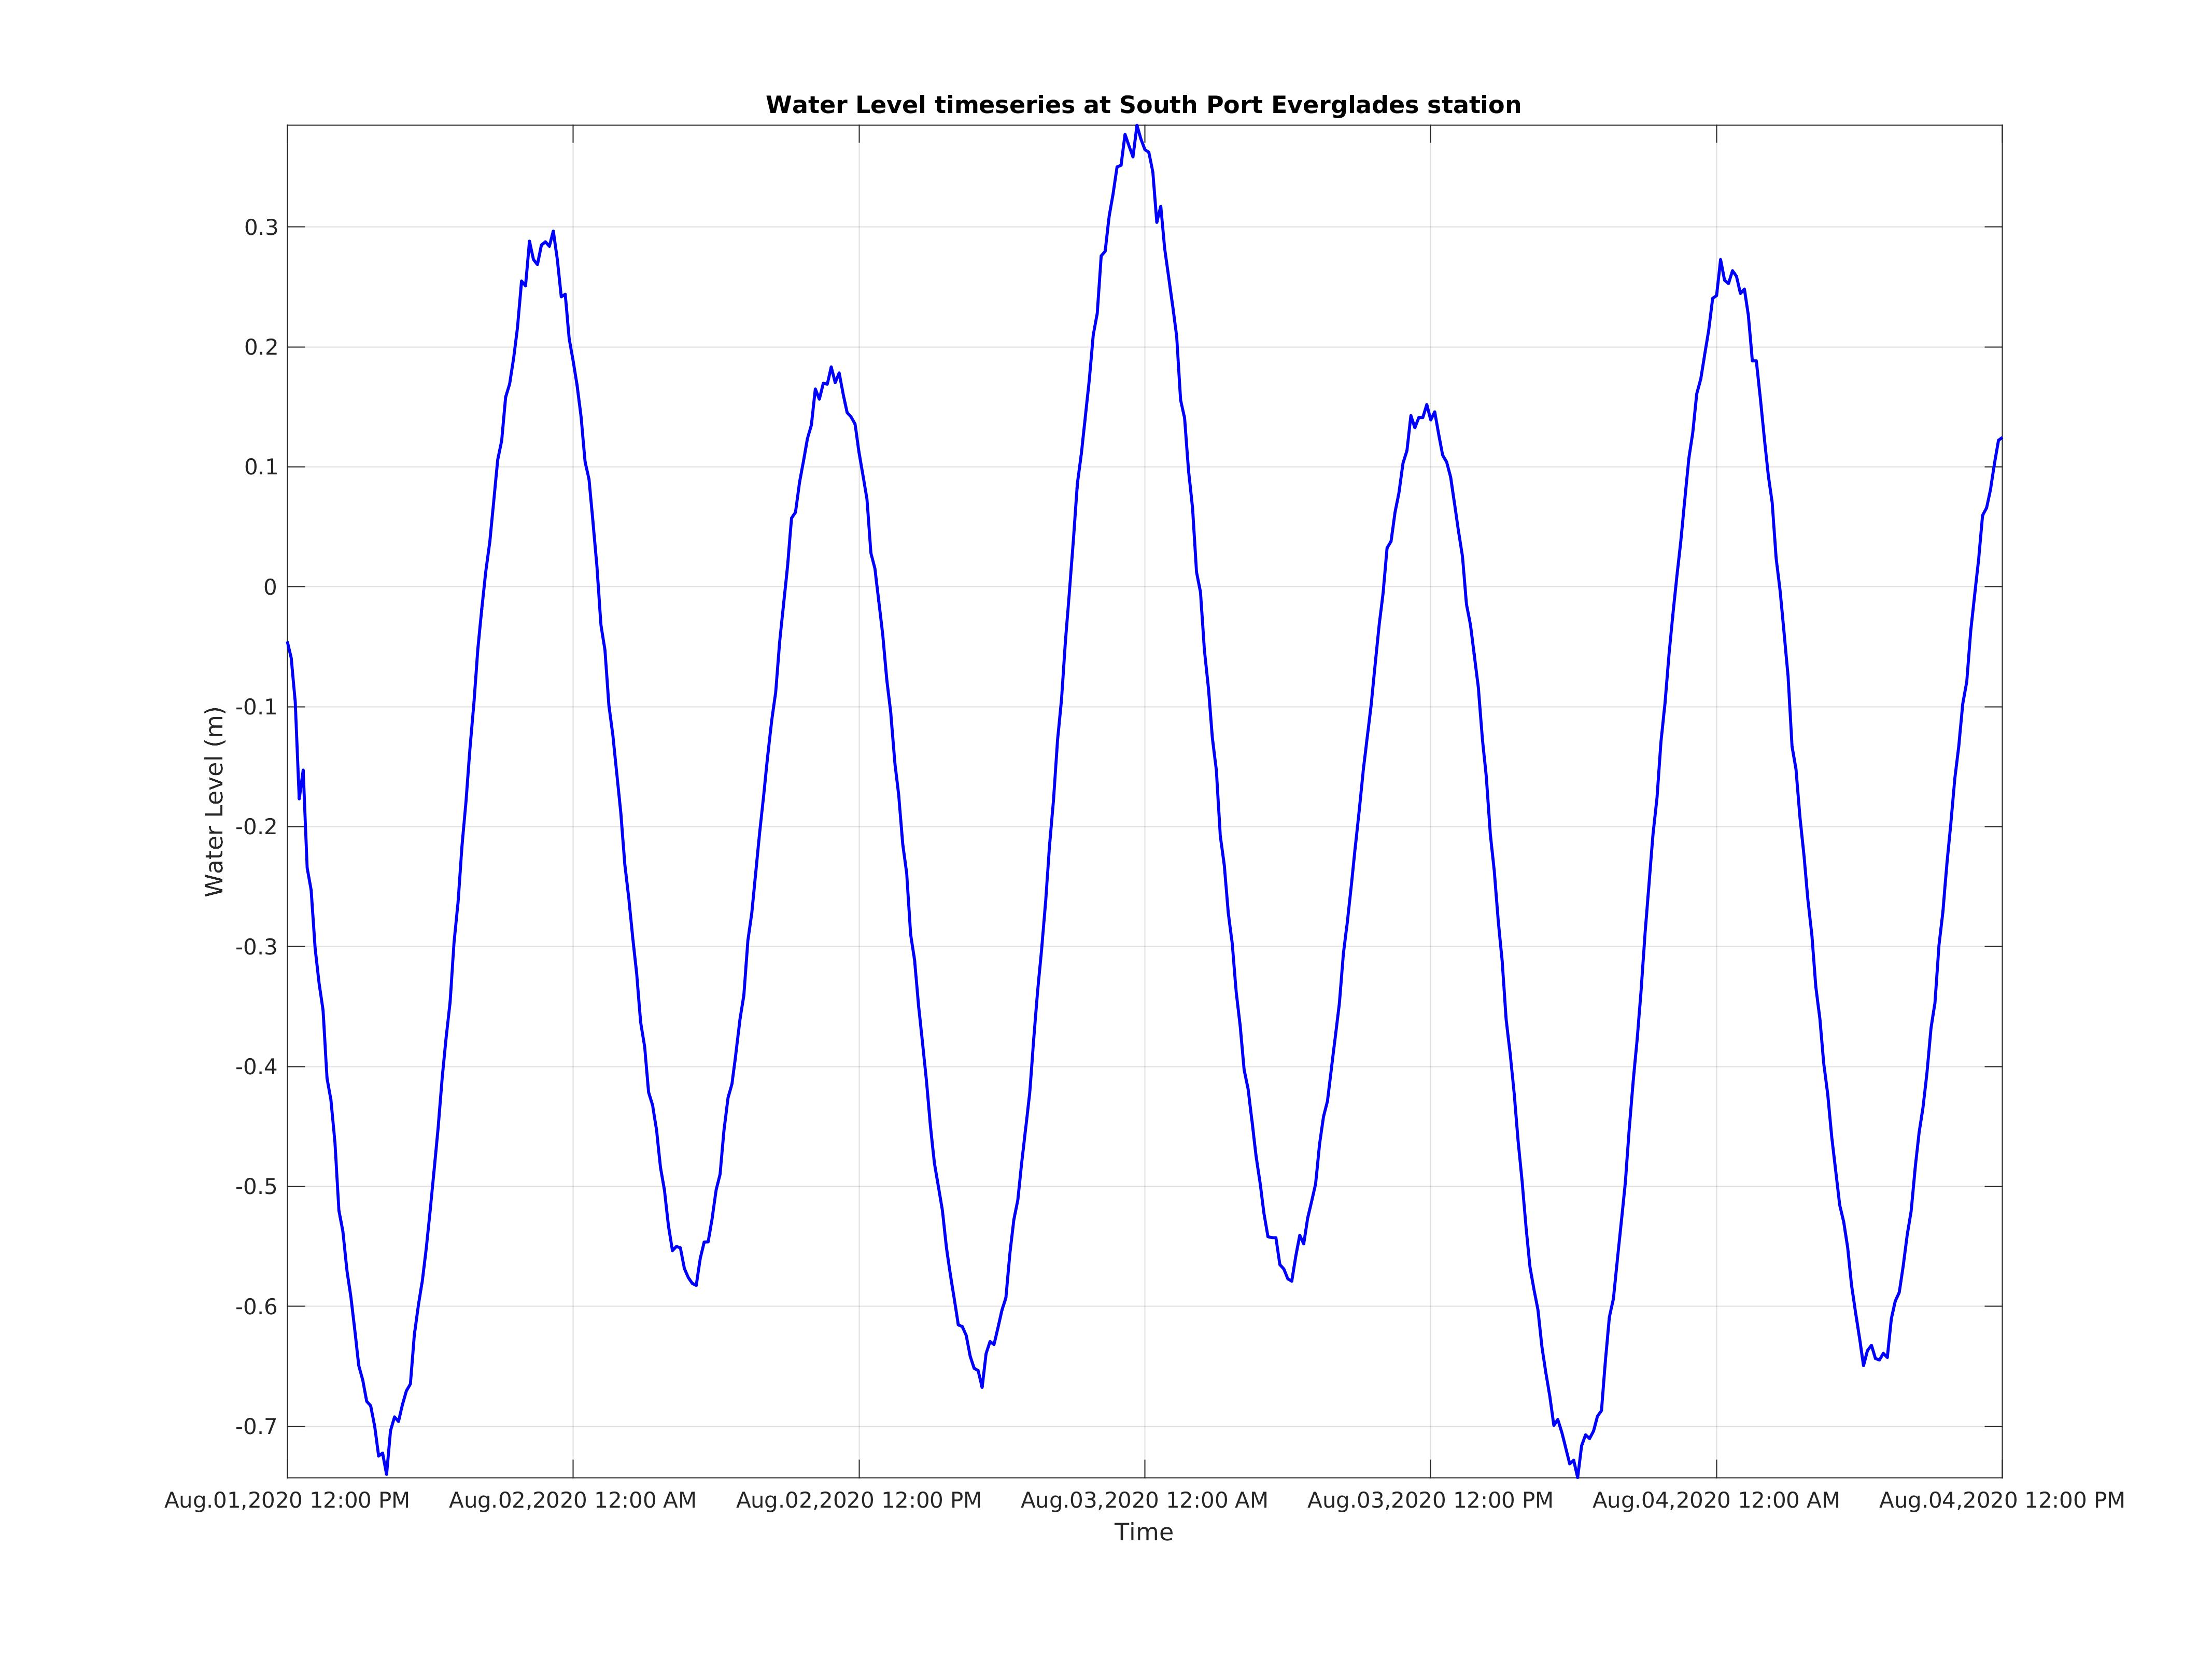 Water Level timeseries at South Port Everglades station
0.3
0.2
0.1
0
-0.1
-0.2
-0.3
-0.4
-0.5
-0.6
-0.7
Water Level (m)
Aug.01,2020 12:00 PM Aug.02,2020 12:00 AM Aug.02,2020 12:00 PM Aug.03,2020 12:00 AM Aug.03,2020 12:00 PM Aug.04,2020 12:00 AM Aug.04,2020 12:00 PM
Time